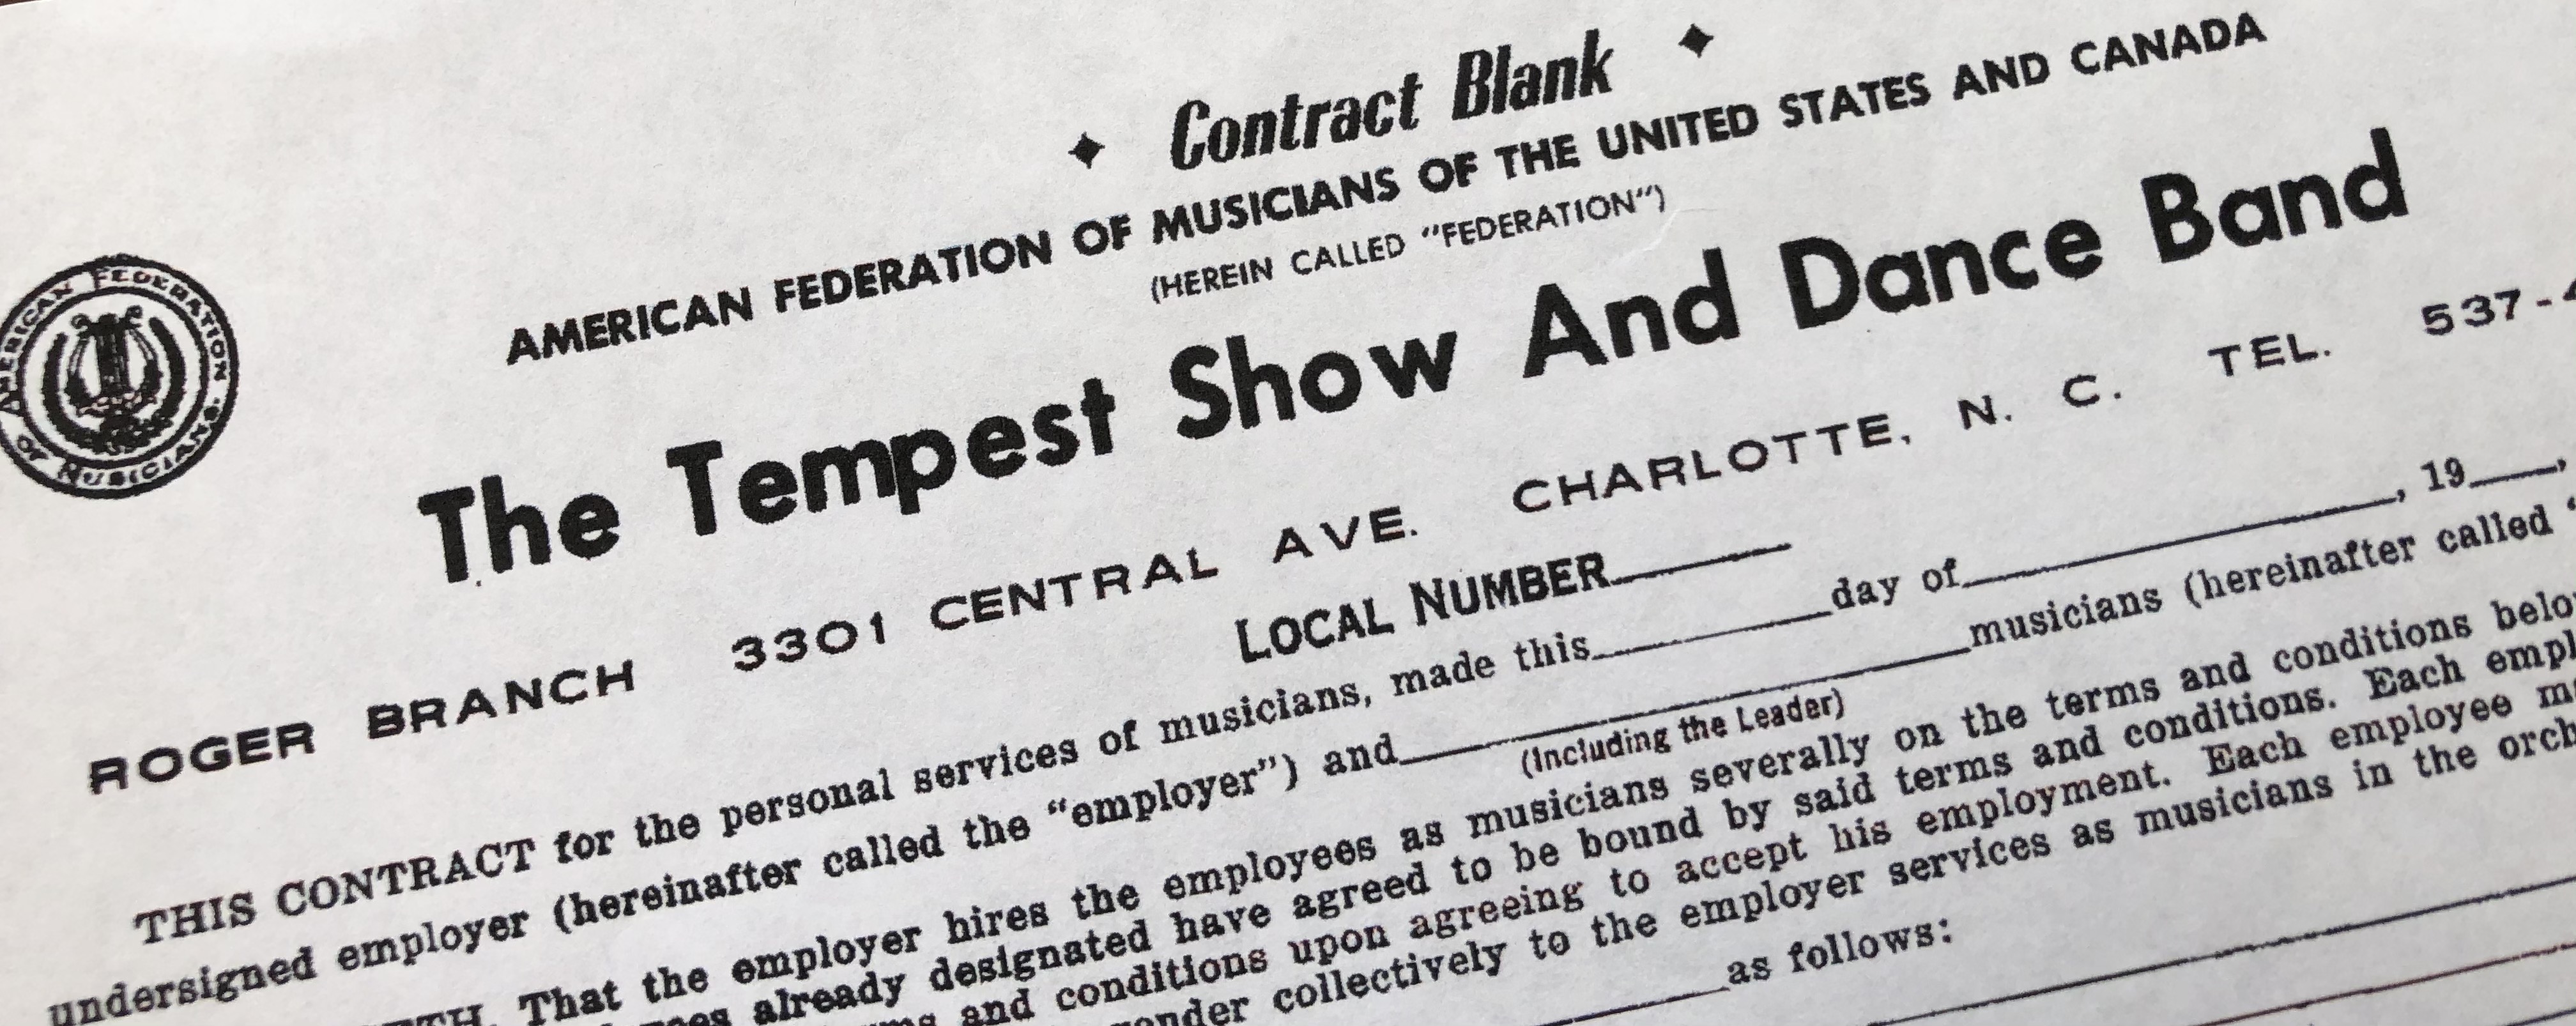 Contract Blank
AMERICAN FEDERATION OF MUSICIANS OF THE UNITED STATES AND CANADA
(HEREIN CALLED "FEDERATION")
AMERICAN FEDERATION OF MUSICIANS.
The Tempest Show And Dance Band
ROGER BRANCH 3301 CENTRAL AVE. CHARLOTTE, N. C. TEL. 537-
LOCAL NUMBER
THIS CONTRACT for the personal services of musicians, made this day of , 19 ,
undersigned employer (hereinafter called the "employer") and musicians (hereinafter called "
(Including the Leader)
That the employer hires the employees as musicians severally on the terms and conditions
already designated have agreed to be bound by said terms and conditions. Each
and conditions upon agreeing to accept his employment. Each employee
collectively to the employer services as musicians in the
as follows: